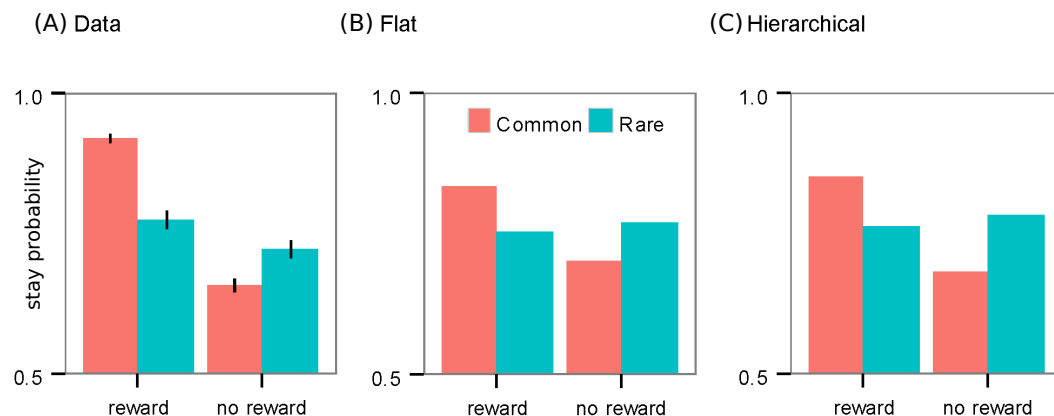 (A) Data
(B) Flat
(C) Hierarchical
1.0
0.5
stay probability
reward
no reward
1.0
0.5
Common
Rare
reward
no reward
1.0
0.5
reward
no reward